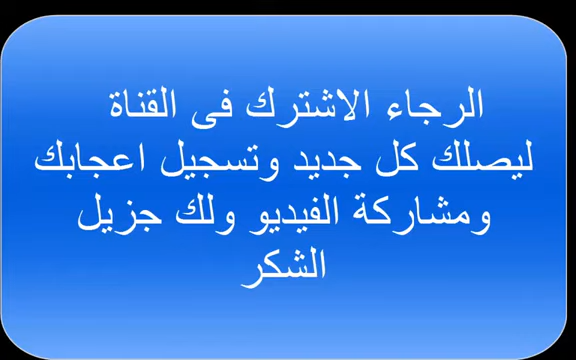 الرجاء الاشترك فى القناة
ليصلك كل جديد وتسجيل اعجابك
ومشاركة الفيديو ولك جزيل
الشكر